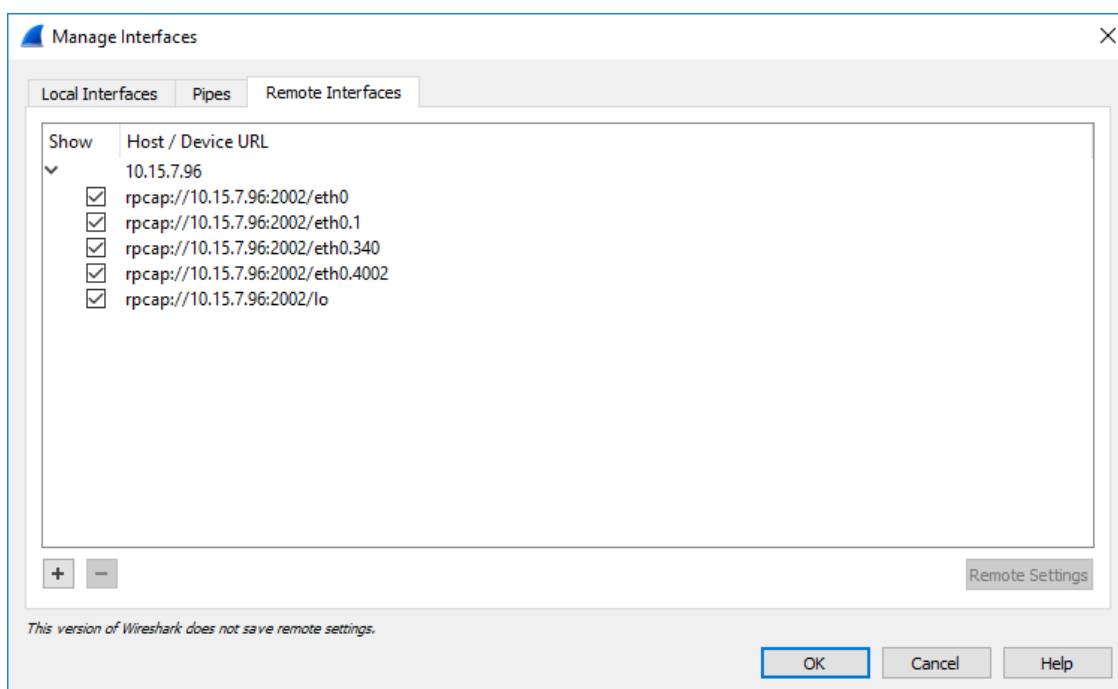 Manage Interfaces
Local Interfaces Pipes Remote Interfaces
Show Host / Device URL
10.15.7.96
rpcap://10.15.7.96:2002/eth0
rpcap://10.15.7.96:2002/eth0.1
rpcap://10.15.7.96:2002/eth0.340
rpcap://10.15.7.96:2002/eth0.4002
rpcap://10.15.7.96:2002/lo
+ − Remote Settings
This version of Wireshark does not save remote settings.
OK Cancel Help